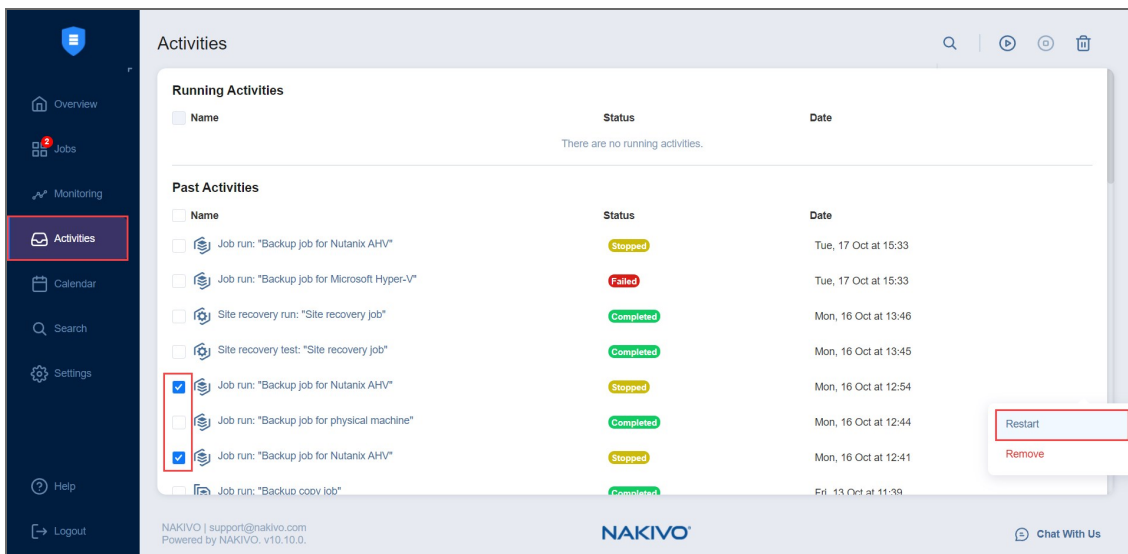 Activities
Overview
2
Jobs
Monitoring
Activities
Calendar
Search
Settings
Help
Logout
Running Activities
Name Status Date
There are no running activities.
Past Activities
Name Status Date
Job run: "Backup job for Nutanix AHV" Stopped Tue, 17 Oct at 15:33
Job run: "Backup job for Microsoft Hyper-V" Failed Tue, 17 Oct at 15:33
Site recovery run: "Site recovery job" Completed Mon, 16 Oct at 13:46
Site recovery test: "Site recovery job" Completed Mon, 16 Oct at 13:45
Job run: "Backup job for Nutanix AHV" Stopped Mon, 16 Oct at 12:54
Job run: "Backup job for physical machine" Completed Mon, 16 Oct at 12:44
Job run: "Backup job for Nutanix AHV" Stopped Mon, 16 Oct at 12:41
Job run: "Backup copy job" Completed Fri, 13 Oct at 11:39
Restart
Remove
NAKIVO | support@nakivo.com
Powered by NAKIVO. v10.10.0.
NAKIVO®
Chat With Us